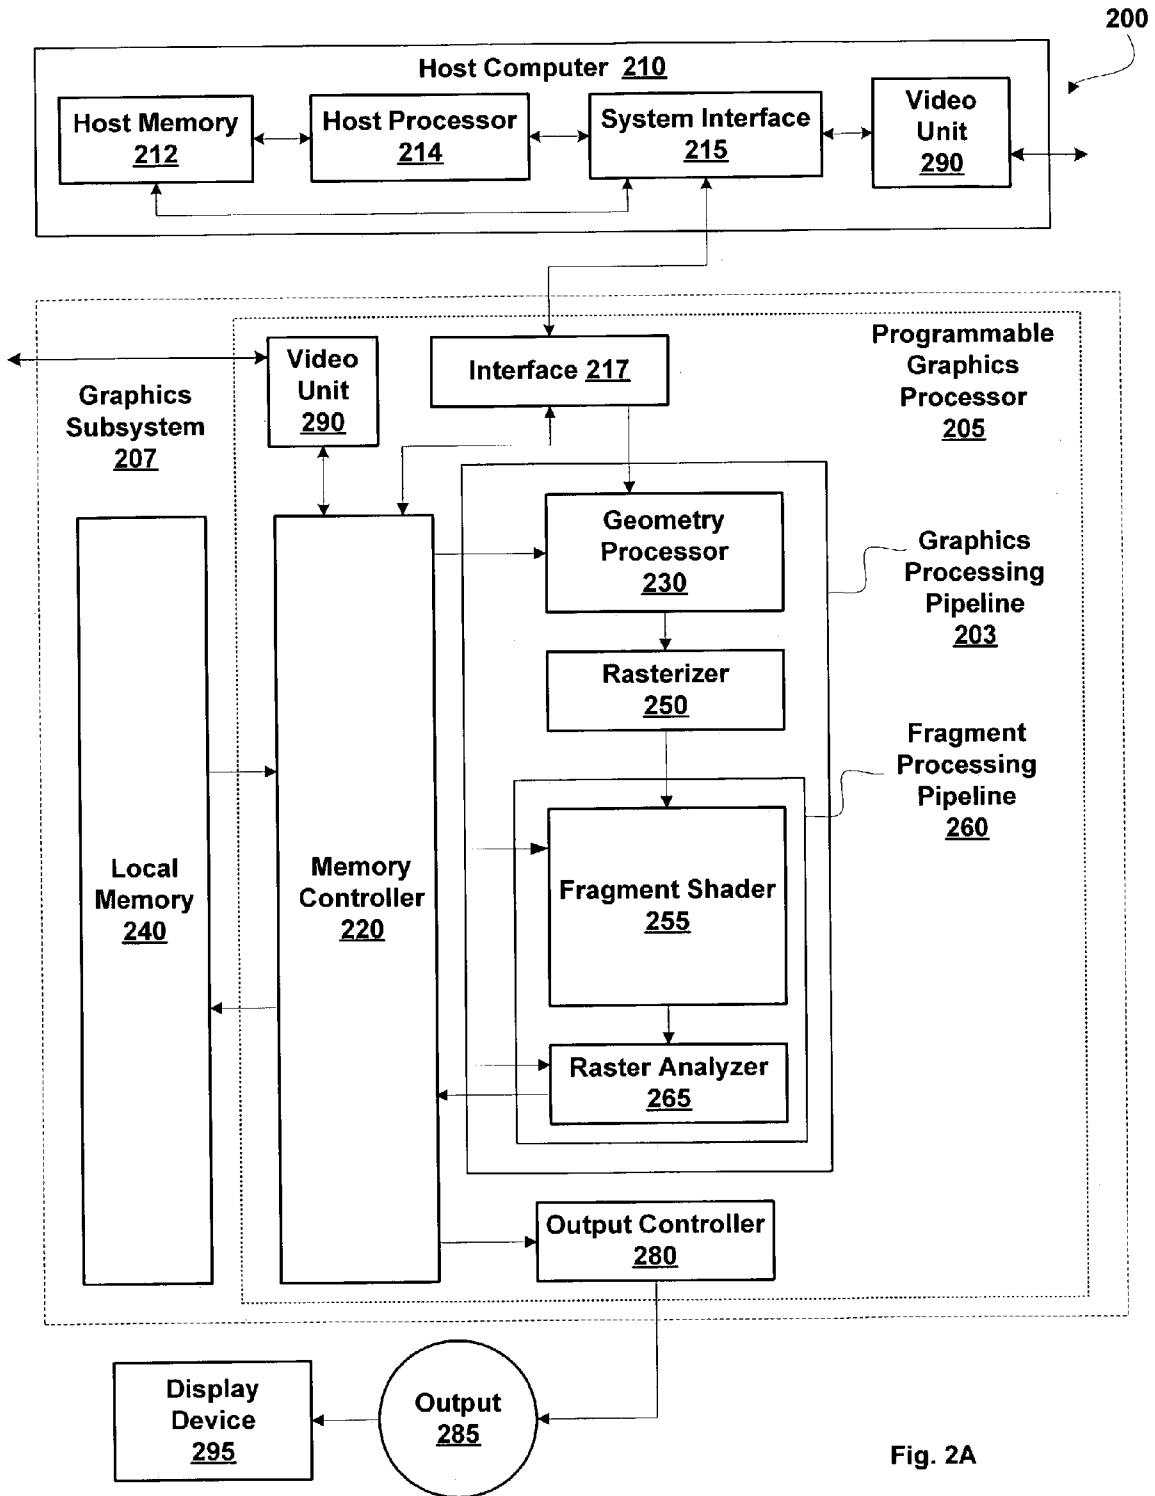 200
Host Computer 210
Host Memory
212
Host Processor
214
System Interface
215
Video
Unit
290
Programmable
Graphics
Processor
205
Video
Unit
290
Interface 217
Graphics
Subsystem
207
Geometry
Processor
230
Graphics
Processing
Pipeline
203
Rasterizer
250
Fragment
Processing
Pipeline
260
Local
Memory
240
Memory
Controller
220
Fragment Shader
255
Raster Analyzer
265
Output Controller
280
Display
Device
295
Output
285
Fig. 2A